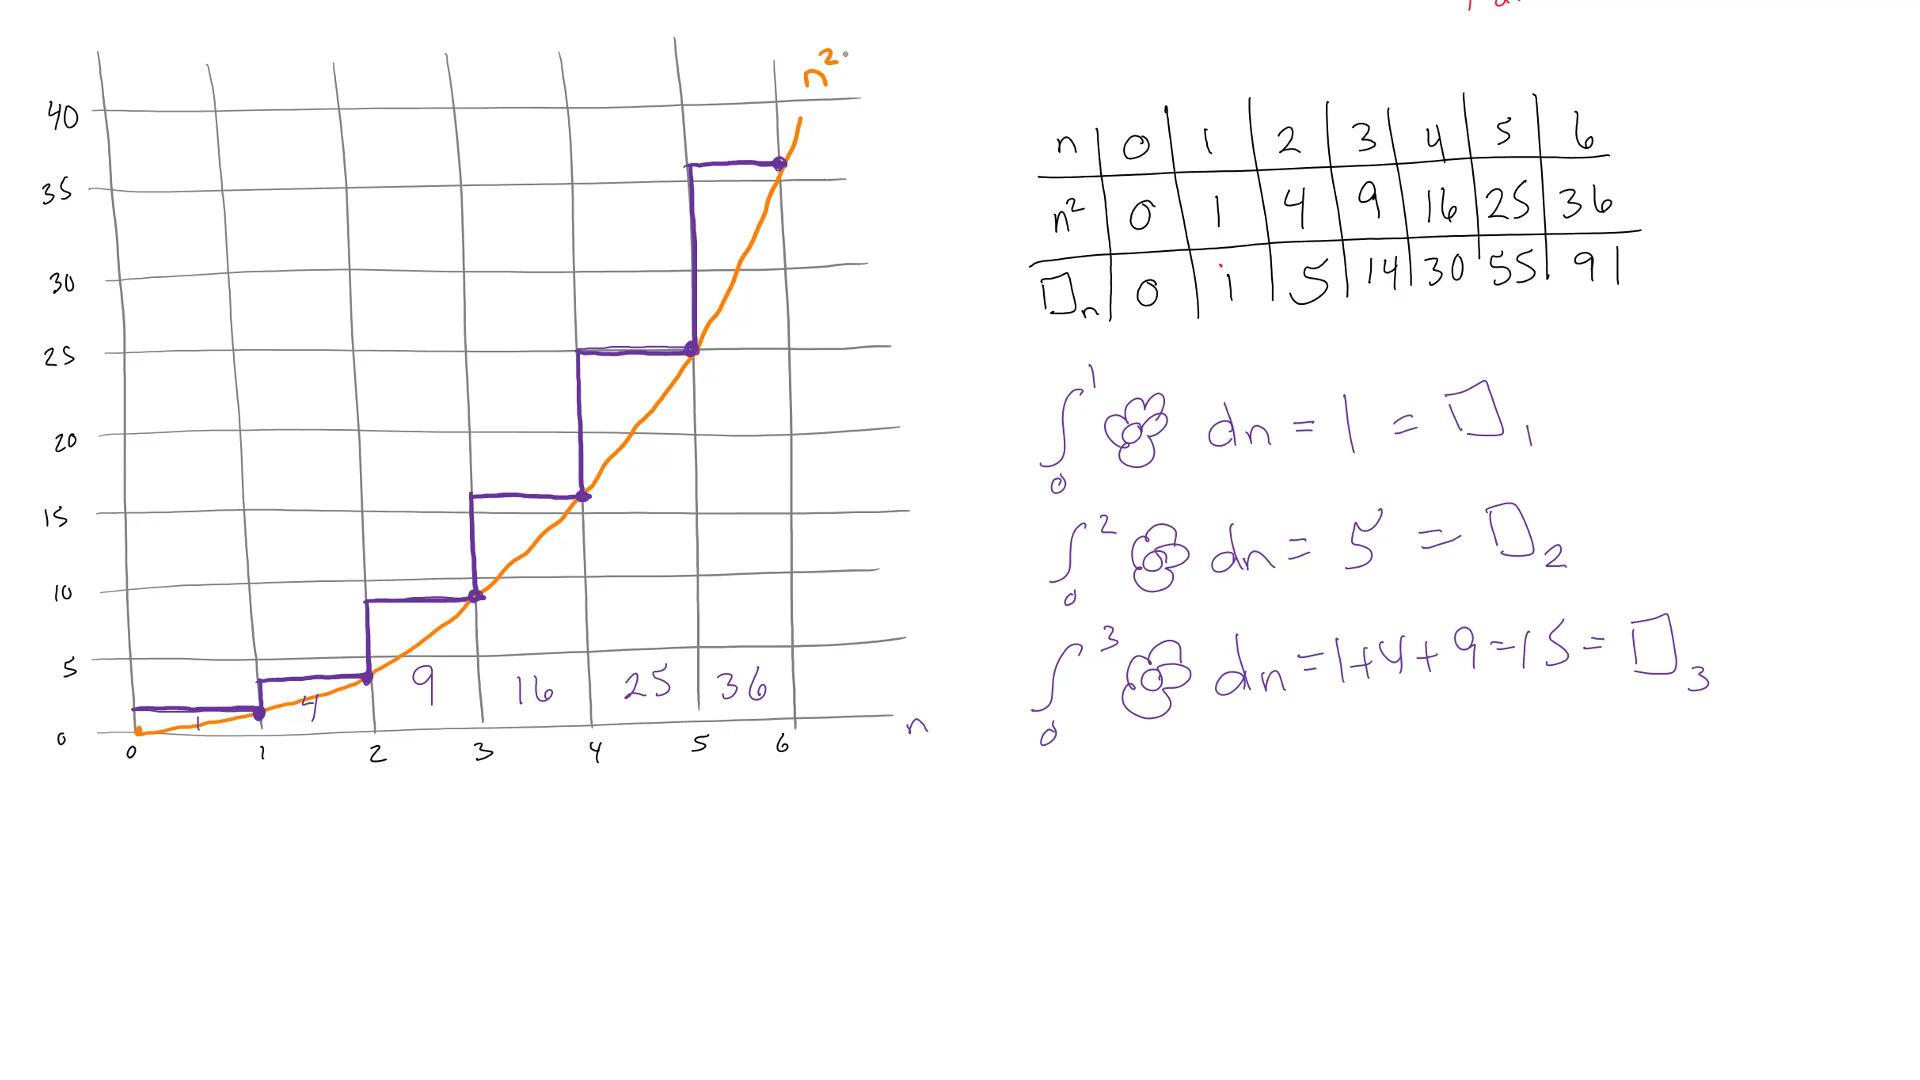 n²
40
35
30
25
20
15
10
5
0
1 4 9 16 25 36
0 1 2 3 4 5 6 n
n 0 1 2 3 4 5 6
n² 0 1 4 9 16 25 36
□ₙ 0 1 5 14 30 55 91
∫₀¹ dn = 1 = □₁
∫₀² dn = 5 = □₂
∫₀³ dn = 1+4+9=15= □₃